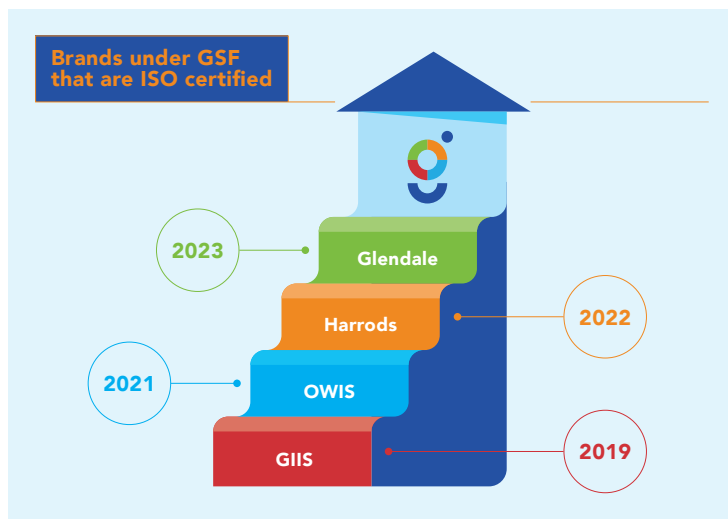 Brands under GSF
that are ISO certified
2023
Glendale
Harrods
2022
2021
OWIS
GIIS
2019